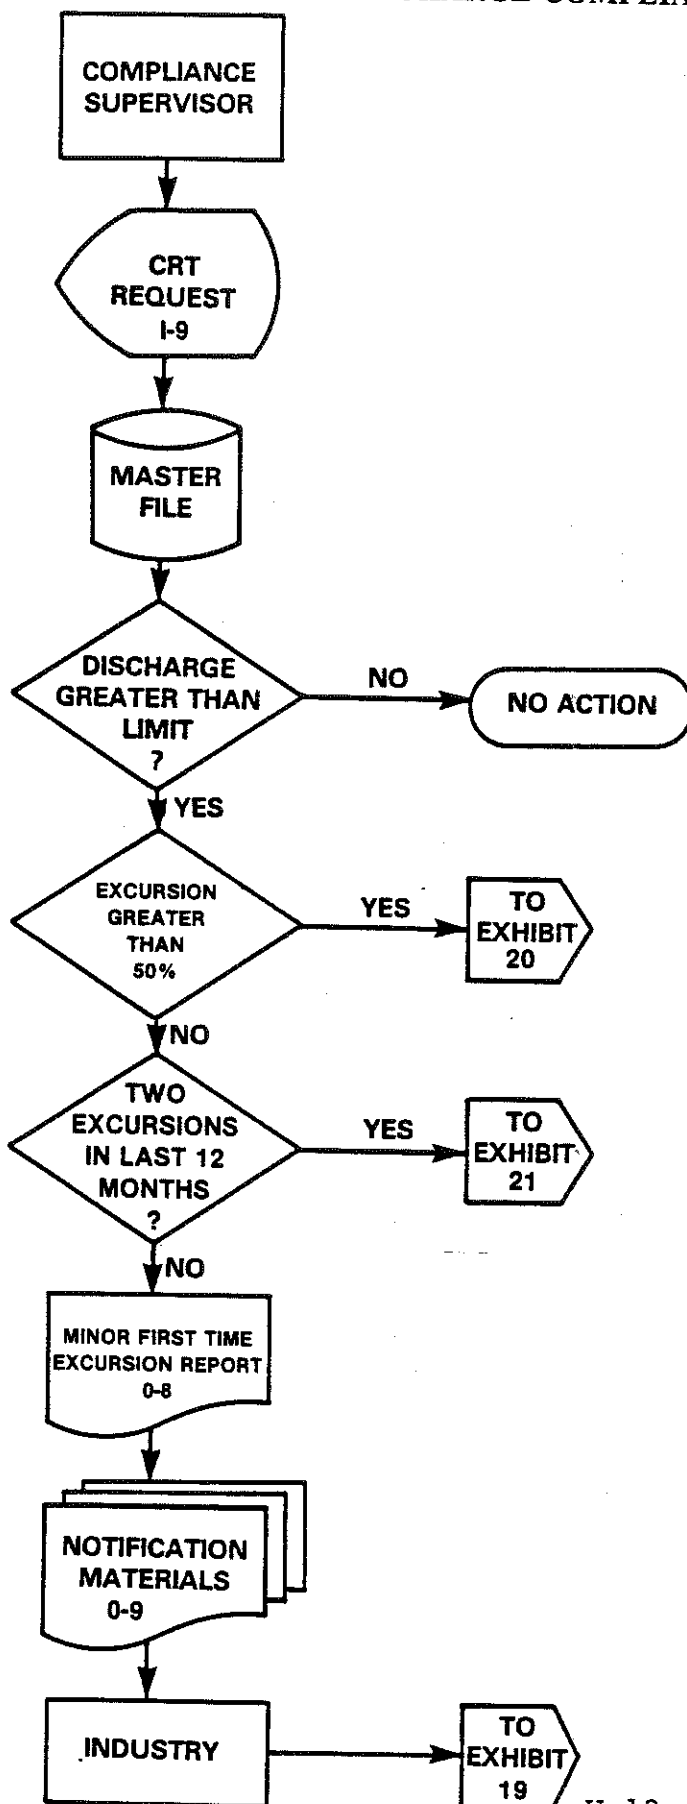 COMPLIANCE
SUPERVISOR
CRT
REQUEST
I-9
MASTER
FILE
DISCHARGE
GREATER THAN
LIMIT
?
NO
NO ACTION
YES
EXCURSION
GREATER
THAN
50%
YES
TO
EXHIBIT
20
NO
TWO
EXCURSIONS
IN LAST 12
MONTHS
?
YES
TO
EXHIBIT
21
NO
MINOR FIRST TIME
EXCURSION REPORT
0-8
NOTIFICATION
MATERIALS
0-9
INDUSTRY
TO
EXHIBIT
19